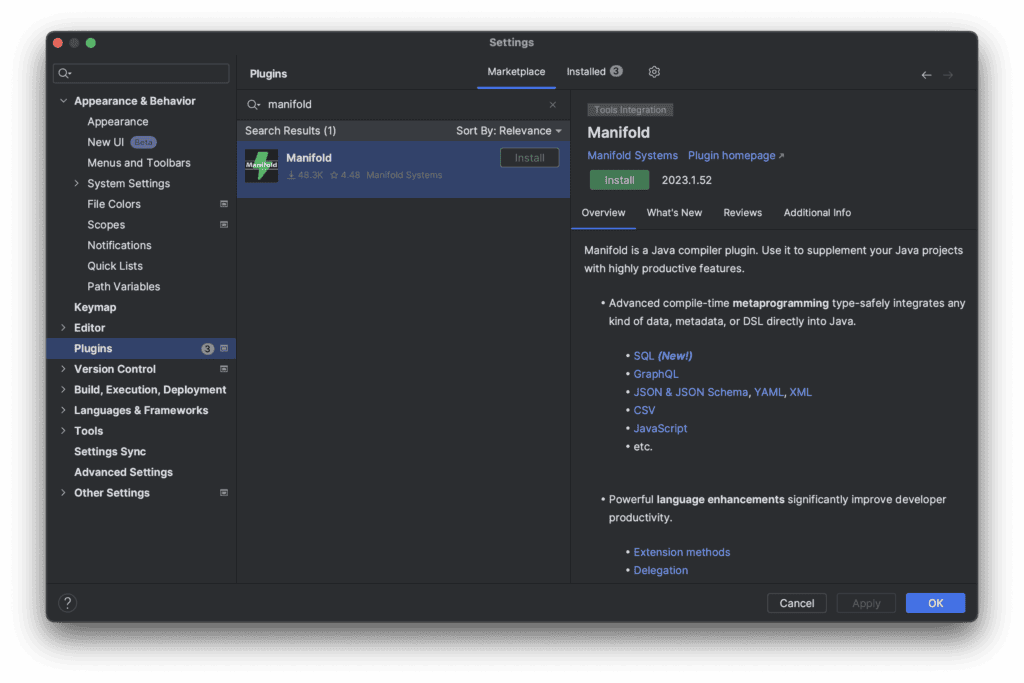 Settings
Appearance & Behavior
Appearance
New UI Beta
Menus and Toolbars
System Settings
File Colors
Scopes
Notifications
Quick Lists
Path Variables
Keymap
Editor
Plugins 3
Version Control
Build, Execution, Deployment
Languages & Frameworks
Tools
Settings Sync
Advanced Settings
Other Settings
Plugins
Marketplace
Installed 3
manifold
Search Results (1)
Sort By: Relevance
Manifold
Manifold
Install
48.3K 4.48 Manifold Systems
Tools Integration
Manifold
Manifold Systems Plugin homepage ↗
Install 2023.1.52
Overview What's New Reviews Additional Info
Manifold is a Java compiler plugin. Use it to supplement your Java projects
with highly productive features.
• Advanced compile-time metaprogramming type-safely integrates any
kind of data, metadata, or DSL directly into Java.
• SQL (New!)
• GraphQL
• JSON & JSON Schema, YAML, XML
• CSV
• JavaScript
• etc.
• Powerful language enhancements significantly improve developer
productivity.
• Extension methods
• Delegation
?
Cancel
Apply
OK